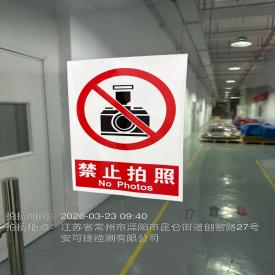 禁止拍照
No Photos
拍摄时间：2026-03-23 09:40
拍摄地点：江苏省常州市溧阳市昆仑街道创智路27号
安可捷检测有限公司